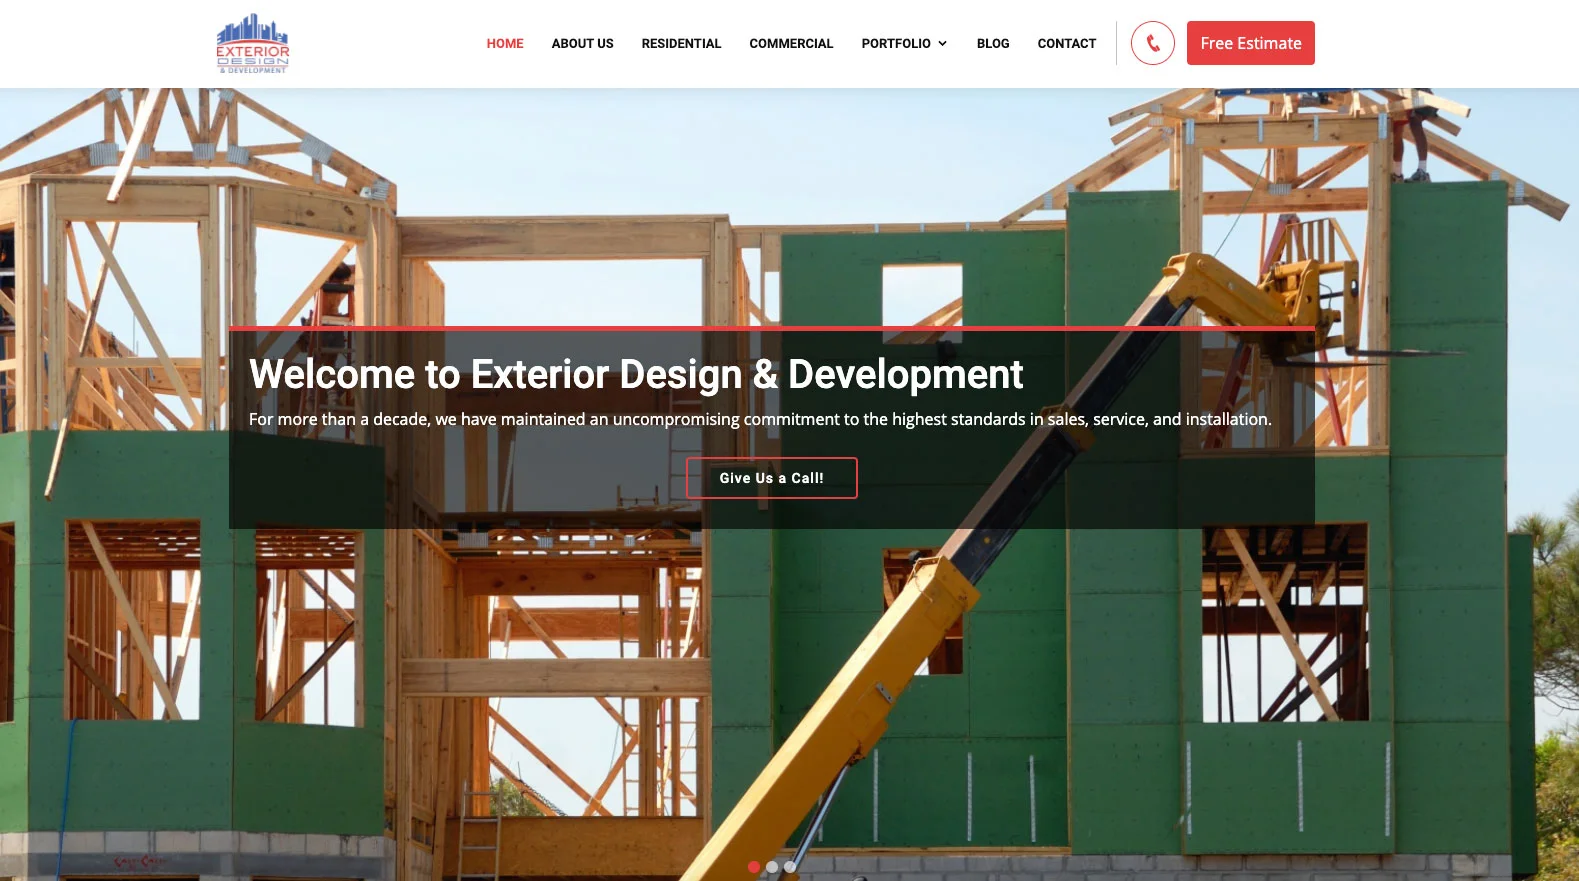 EXTERIOR
DESIGN
& DEVELOPMENT
HOME ABOUT US RESIDENTIAL COMMERCIAL PORTFOLIO BLOG CONTACT Free Estimate
Welcome to Exterior Design & Development
For more than a decade, we have maintained an uncompromising commitment to the highest standards in sales, service, and installation.
Give Us a Call!